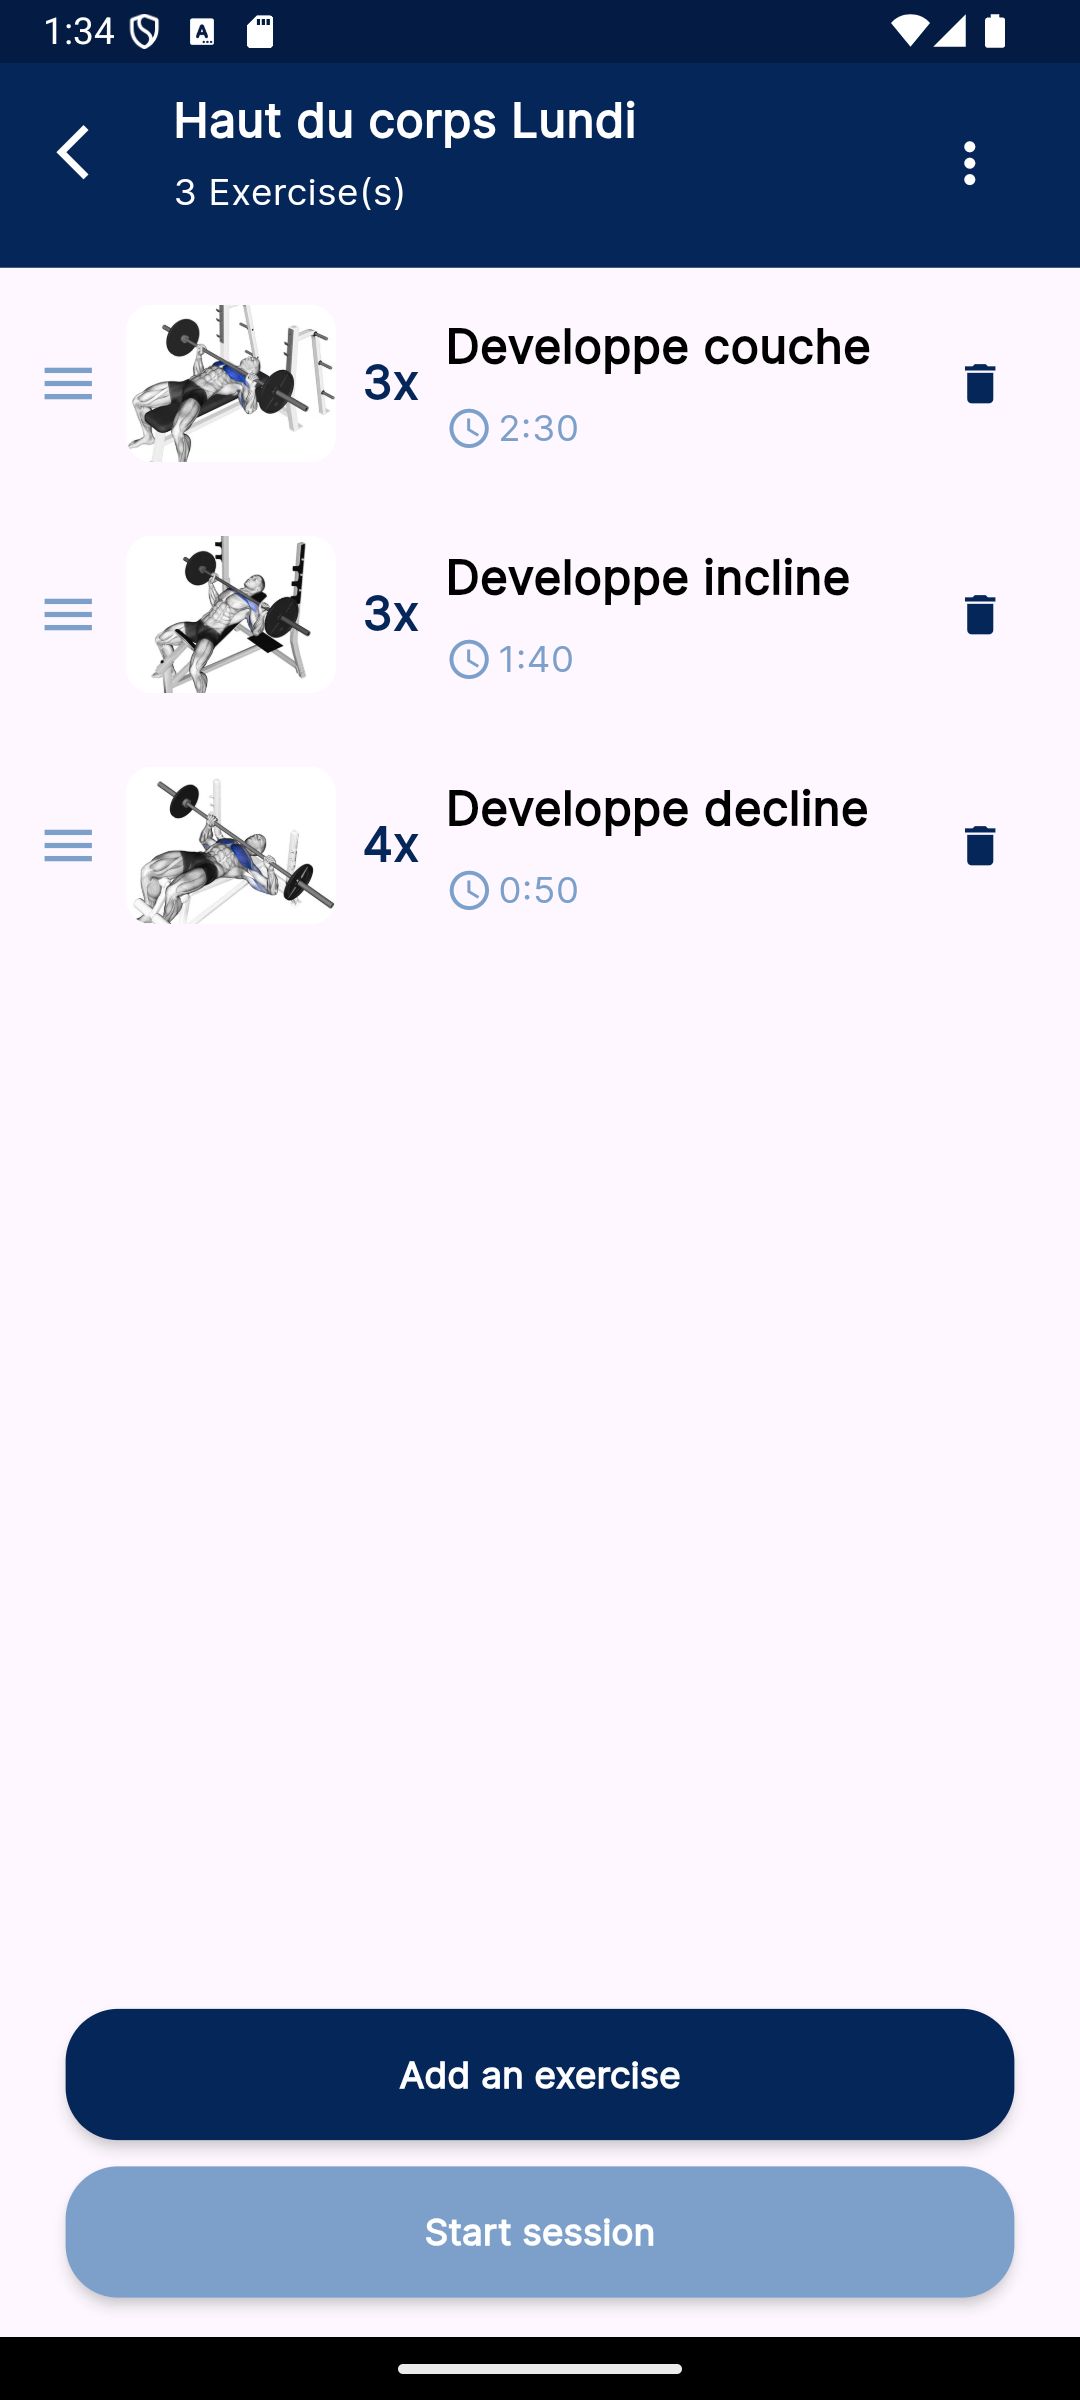 1:34
Haut du corps Lundi
3 Exercise(s)
3x
Developpe couche
2:30
3x
Developpe incline
1:40
4x
Developpe decline
0:50
Add an exercise
Start session